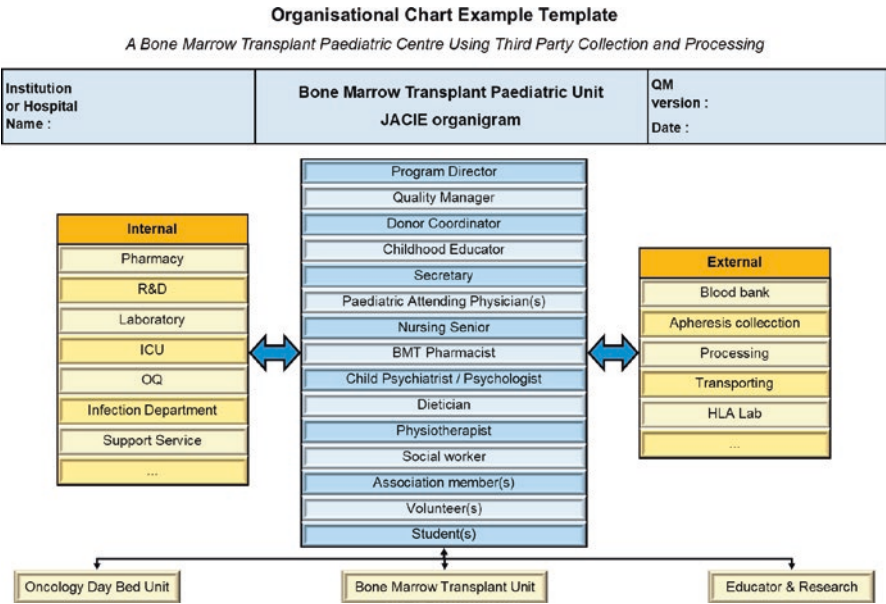 Organisational Chart Example Template
A Bone Marrow Transplant Paediatric Centre Using Third Party Collection and Processing
Institution
or Hospital
Name :
Bone Marrow Transplant Paediatric Unit
JACIE organigram
QM
version :
Date :
Internal
Pharmacy
R&D
Laboratory
ICU
OQ
Infection Department
Support Service
...
Program Director
Quality Manager
Donor Coordinator
Childhood Educator
Secretary
Paediatric Attending Physician(s)
Nursing Senior
BMT Pharmacist
Child Psychiatrist / Psychologist
Dietician
Physiotherapist
Social worker
Association member(s)
Volunteer(s)
Student(s)
External
Blood bank
Apheresis collecction
Processing
Transporting
HLA Lab
...
Oncology Day Bed Unit
Bone Marrow Transplant Unit
Educator & Research